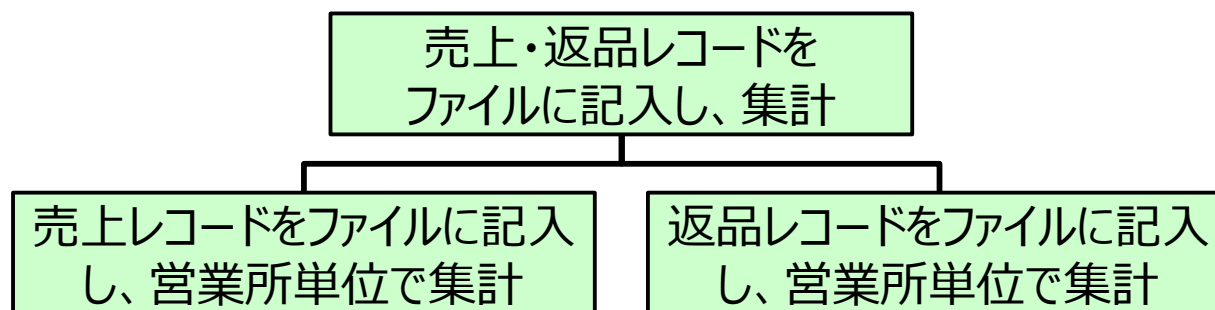 売上・返品レコードを
ファイルに記入し、集計
売上レコードをファイルに記入
し、営業所単位で集計
返品レコードをファイルに記入
し、営業所単位で集計